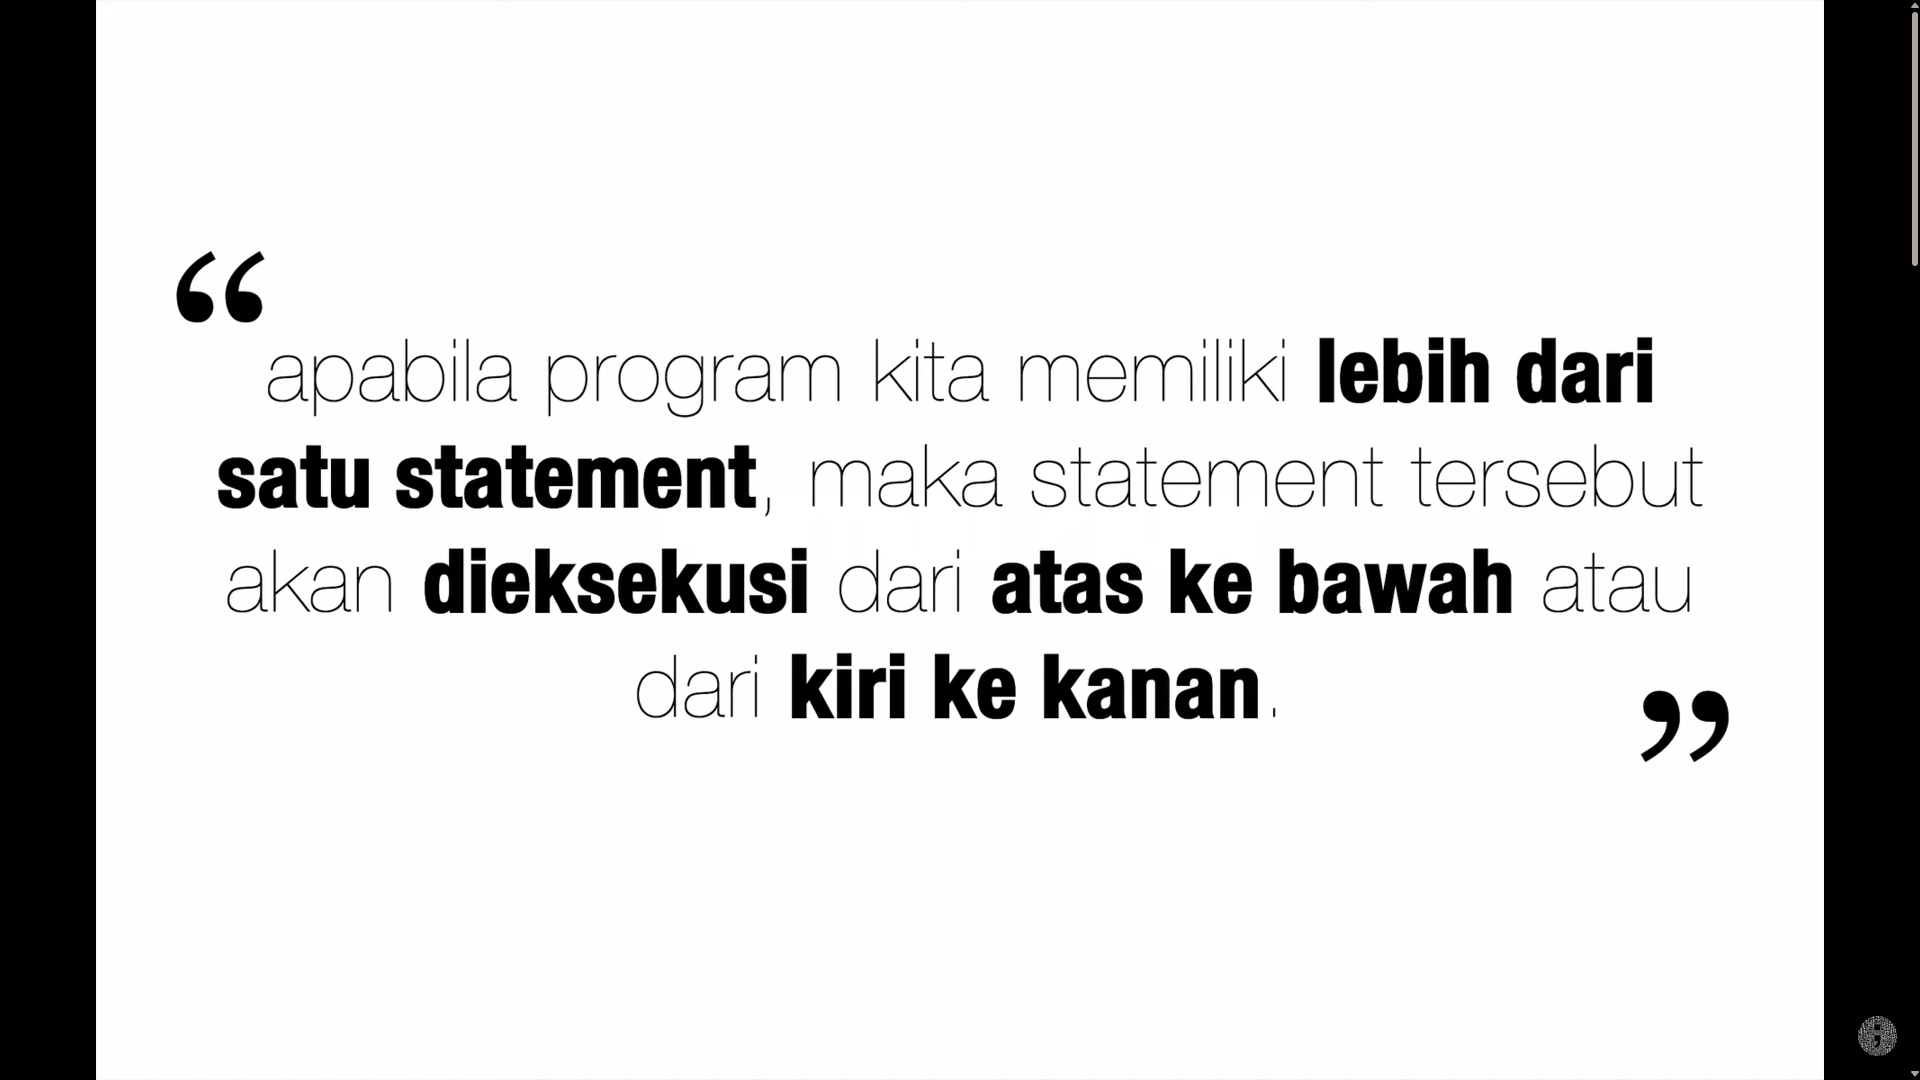 “
apabila program kita memiliki lebih dari
satu statement, maka statement tersebut
akan dieksekusi dari atas ke bawah atau
dari kiri ke kanan.
”